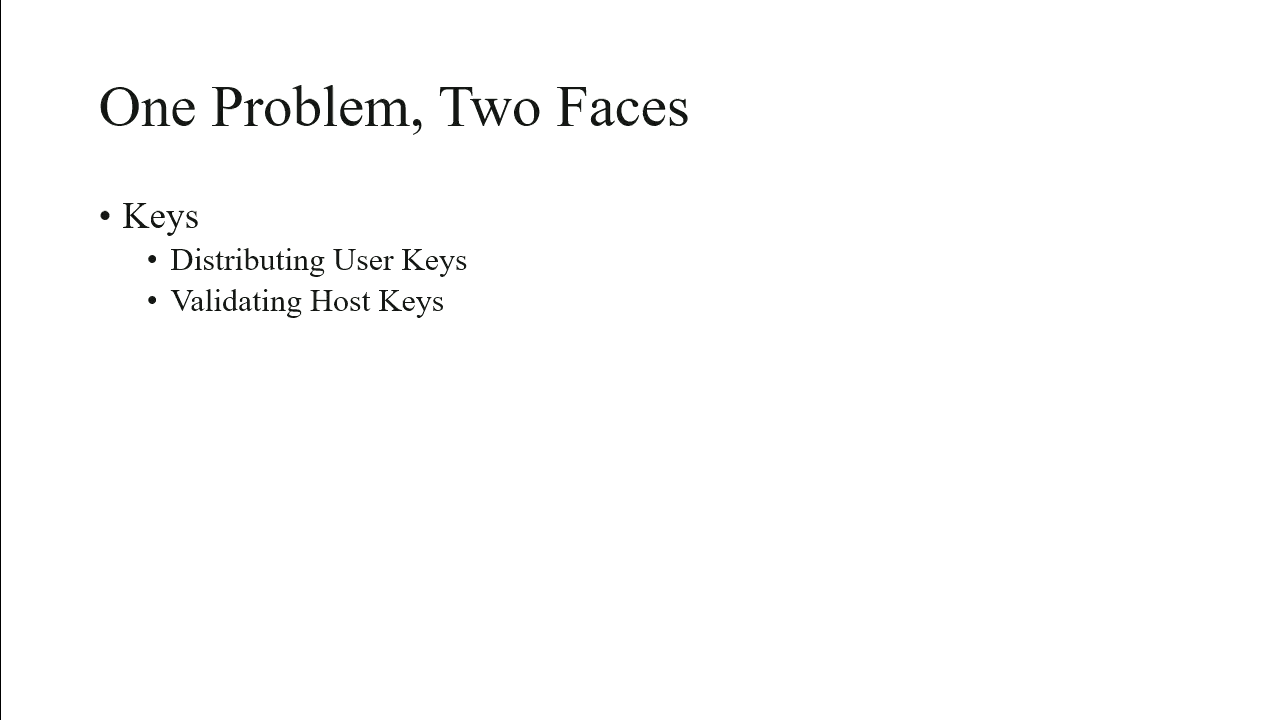 One Problem, Two Faces
• Keys
• Distributing User Keys
• Validating Host Keys